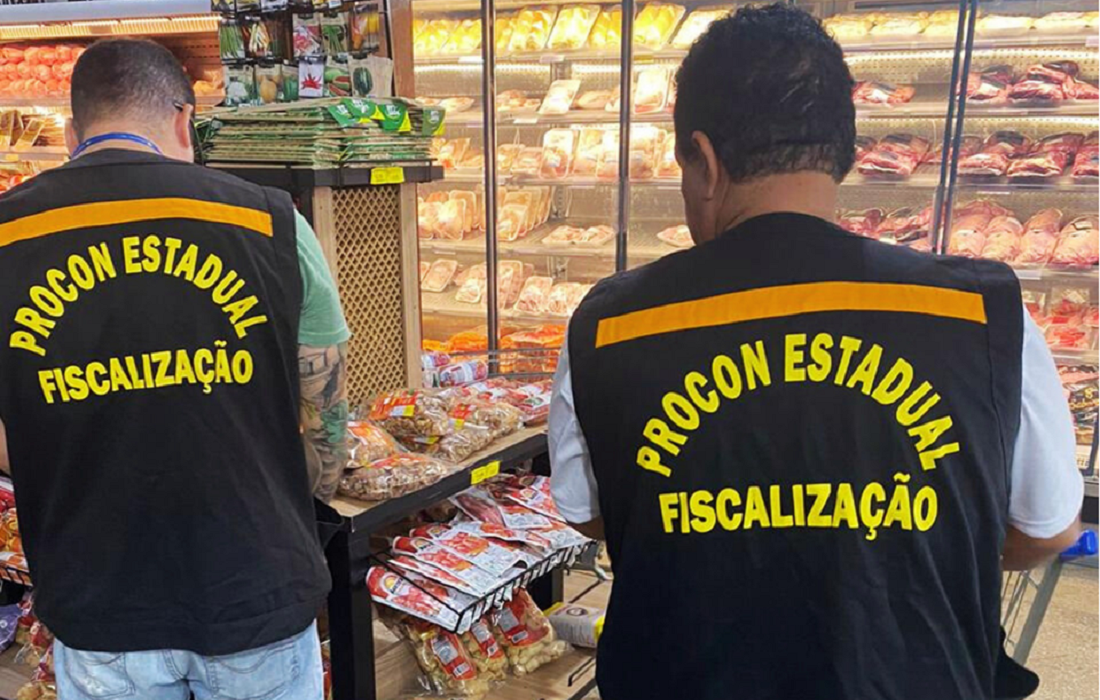 PROCON ESTADUAL
FISCALIZAÇÃO
PROCON ESTADUAL
FISCALIZAÇÃO